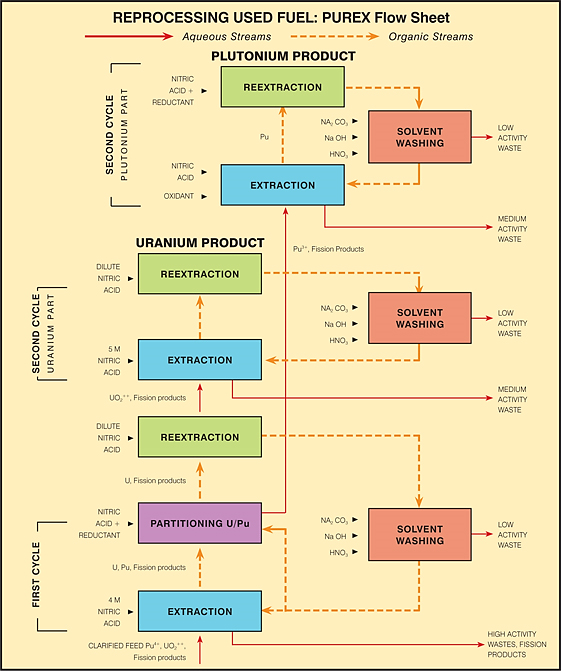 REPROCESSING USED FUEL: PUREX Flow Sheet
Aqueous Streams
Organic Streams
PLUTONIUM PRODUCT
SECOND CYCLE
PLUTONIUM PART
NITRIC
ACID +
REDUCTANT
REEXTRACTION
Pu
NA₂ CO₃
Na OH
HNO₃
SOLVENT
WASHING
LOW
ACTIVITY
WASTE
NITRIC
ACID
OXIDANT
EXTRACTION
MEDIUM
ACTIVITY
WASTE
Pu³⁺, Fission Products
URANIUM PRODUCT
SECOND CYCLE
URANIUM PART
DILUTE
NITRIC
ACID
REEXTRACTION
NA₂ CO₃
Na OH
HNO₃
SOLVENT
WASHING
LOW
ACTIVITY
WASTE
5 M
NITRIC
ACID
EXTRACTION
UO₂⁺⁺, Fission products
MEDIUM
ACTIVITY
WASTE
DILUTE
NITRIC
ACID
REEXTRACTION
U, Fission products
FIRST CYCLE
NITRIC
ACID +
REDUCTANT
PARTITIONING U/Pu
NA₂ CO₃
Na OH
HNO₃
SOLVENT
WASHING
LOW
ACTIVITY
WASTE
U, Pu, Fission products
4 M
NITRIC
ACID
EXTRACTION
CLARIFIED FEED Pu⁴⁺, UO₂⁺⁺,
Fission products
HIGH ACTIVITY
WASTES, FISSION
PRODUCTS